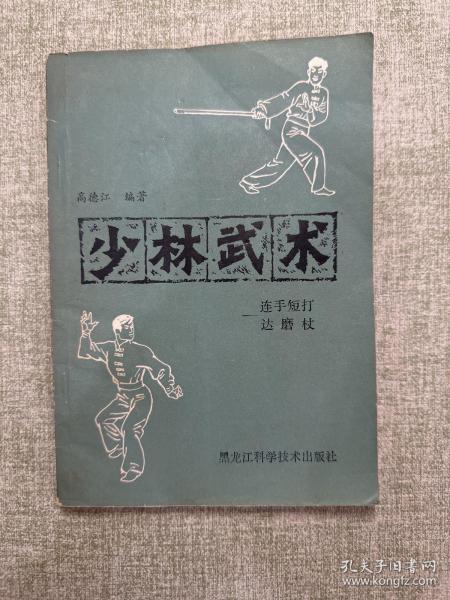 高德江 编著
少林武术
——连手短打
达磨杖
黑龙江科学技术出版社
孔夫子旧书网
www.kongfz.com